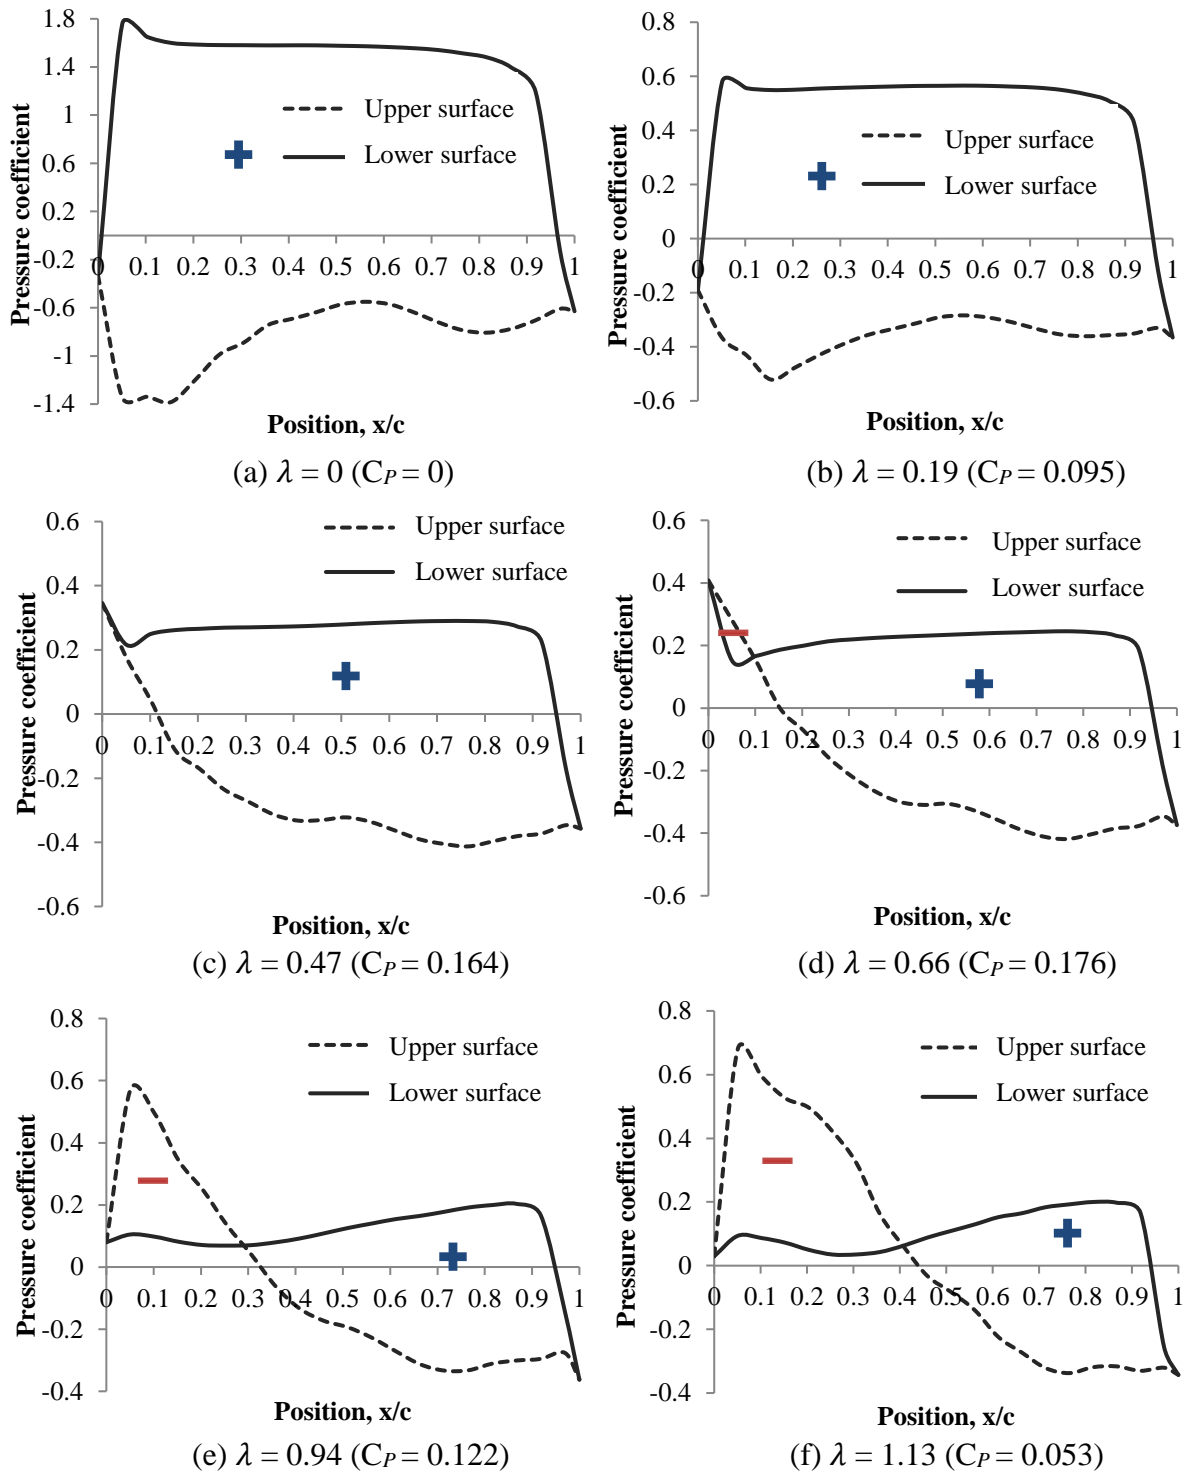 1.8
1.4
1
0.6
0.2
-0.2
-0.6
-1
-1.4
0 0.1 0.2 0.3 0.4 0.5 0.6 0.7 0.8 0.9 1
Pressure coefficient
Upper surface
Lower surface
Position, x/c
(a) λ = 0 (CP = 0)
0.8
0.6
0.4
0.2
0
-0.2
-0.4
-0.6
0 0.1 0.2 0.3 0.4 0.5 0.6 0.7 0.8 0.9 1
Pressure coefficient
Upper surface
Lower surface
Position, x/c
(b) λ = 0.19 (CP = 0.095)
0.6
0.4
0.2
0
-0.2
-0.4
-0.6
0 0.1 0.2 0.3 0.4 0.5 0.6 0.7 0.8 0.9 1
Pressure coefficient
Upper surface
Lower surface
Position, x/c
(c) λ = 0.47 (CP = 0.164)
0.6
0.4
0.2
0
-0.2
-0.4
-0.6
0 0.1 0.2 0.3 0.4 0.5 0.6 0.7 0.8 0.9 1
Pressure coefficient
Upper surface
Lower surface
Position, x/c
(d) λ = 0.66 (CP = 0.176)
0.8
0.6
0.4
0.2
0
-0.2
-0.4
0 0.1 0.2 0.3 0.4 0.5 0.6 0.7 0.8 0.9 1
Pressure coefficient
Upper surface
Lower surface
Position, x/c
(e) λ = 0.94 (CP = 0.122)
0.8
0.6
0.4
0.2
0
-0.2
-0.4
0 0.1 0.2 0.3 0.4 0.5 0.6 0.7 0.8 0.9 1
Pressure coefficient
Upper surface
Lower surface
Position, x/c
(f) λ = 1.13 (CP = 0.053)